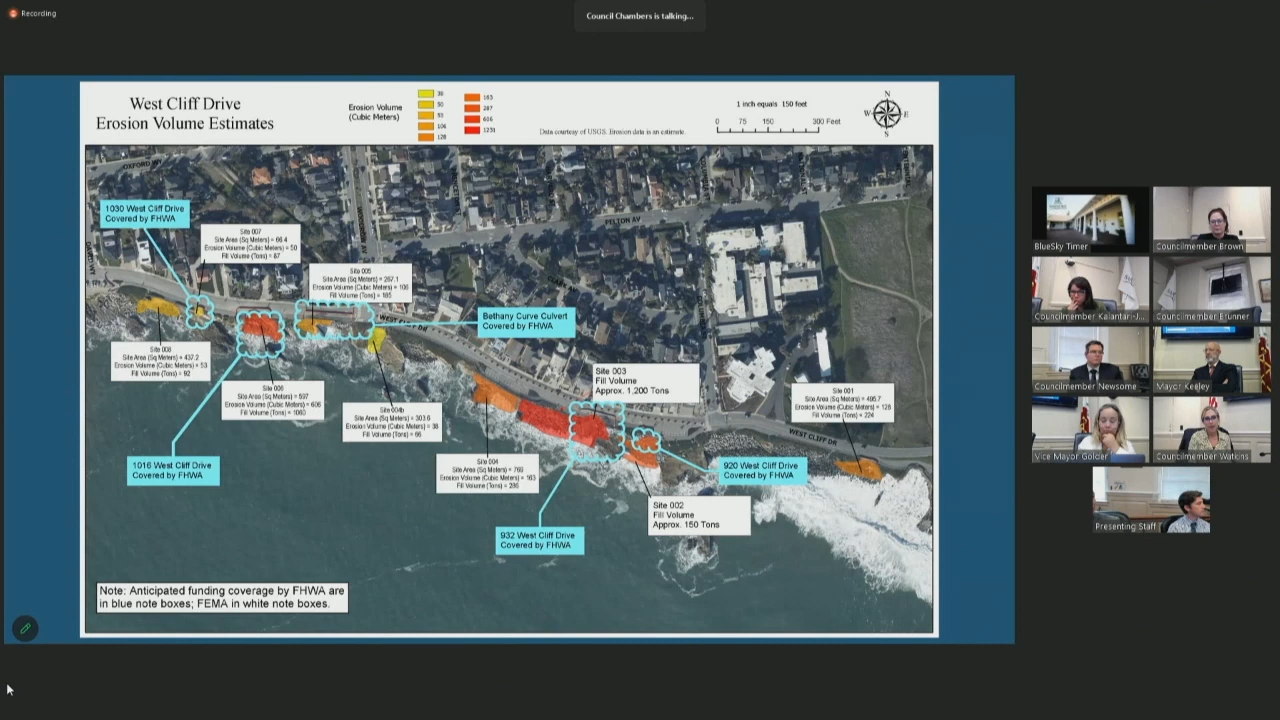 Recording
Council Chambers is talking...
West Cliff Drive
Erosion Volume Estimates
Erosion Volume
(Cubic Meters)
38
50
53
106
128
163
287
606
1231
Data courtesy of USGS. Erosion data is an estimate.
1 inch equals 150 feet
0 75 150 300 Feet
N
W E
S
OXFORD WY
PELTON AV
WEST CLIFF DR
WEST CLIFF DR
1030 West Cliff Drive
Covered by FHWA
Site 007
Site Area (Sq Meters) = 66.4
Erosion Volume (Cubic Meters) = 50
Fill Volume (Tons) = 87
Site 005
Site Area (Sq Meters) = 267.1
Erosion Volume (Cubic Meters) = 106
Fill Volume (Tons) = 185
Bethany Curve Culvert
Covered by FHWA
Site 008
Site Area (Sq Meters) = 437.2
Erosion Volume (Cubic Meters) = 53
Fill Volume (Tons) = 92
Site 006
Site Area (Sq Meters) = 597
Erosion Volume (Cubic Meters) = 606
Fill Volume (Tons) = 1060
Site 004b
Site Area (Sq Meters) = 303.6
Erosion Volume (Cubic Meters) = 38
Fill Volume (Tons) = 66
Site 003
Fill Volume
Approx. 1,200 Tons
Site 001
Site Area (Sq Meters) = 495.7
Erosion Volume (Cubic Meters) = 128
Fill Volume (Tons) = 224
1016 West Cliff Drive
Covered by FHWA
Site 004
Site Area (Sq Meters) = 769
Erosion Volume (Cubic Meters) = 163
Fill Volume (Tons) = 286
920 West Cliff Drive
Covered by FHWA
Site 002
Fill Volume
Approx. 150 Tons
932 West Cliff Drive
Covered by FHWA
Note: Anticipated funding coverage by FHWA are
in blue note boxes; FEMA in white note boxes.
BlueSky Timer
Councilmember Brown
Councilmember Kalantari-J...
Councilmember Brunner
Councilmember Newsome
Mayor Keeley
Vice Mayor Golder
Councilmember Watkins
Presenting Staff